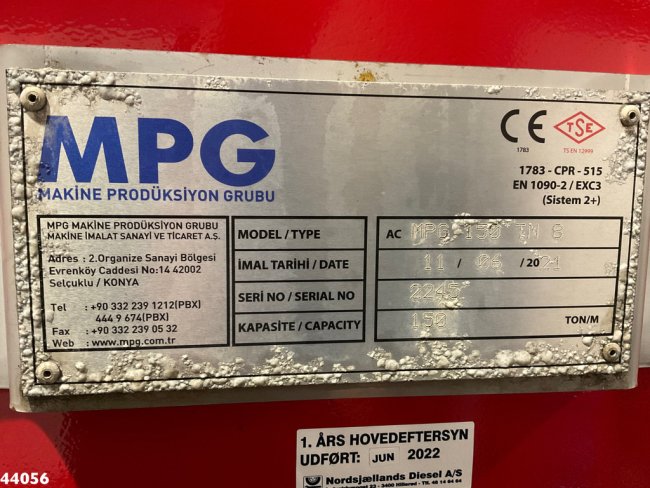 MPG
MAKİNE PRODÜKSİYON GRUBU
CE
1783
TSE
TS EN 12999
1783 - CPR - 515
EN 1090-2 / EXC3
(Sistem 2+)
MPG MAKİNE PRODÜKSİYON GRUBU
MAKİNE İMALAT SANAYİ VE TİCARET A.Ş.
Adres : 2.Organize Sanayi Bölgesi
Evrenköy Caddesi No:14 42002
Selçuklu / KONYA
Tel : +90 332 239 1212(PBX)
444 9 674(PBX)
Fax : +90 332 239 05 32
Web : www.mpg.com.tr
MODEL / TYPE AC MPG 150 TM 8
İMAL TARİHİ / DATE 11 / 06 / 20 21
SERİ NO / SERIAL NO 2245
KAPASİTE / CAPACITY 150 TON/M
1. ÅRS HOVEDEFTERSYN
UDFØRT: JUN 2022
Nordsjællands Diesel A/S
44056